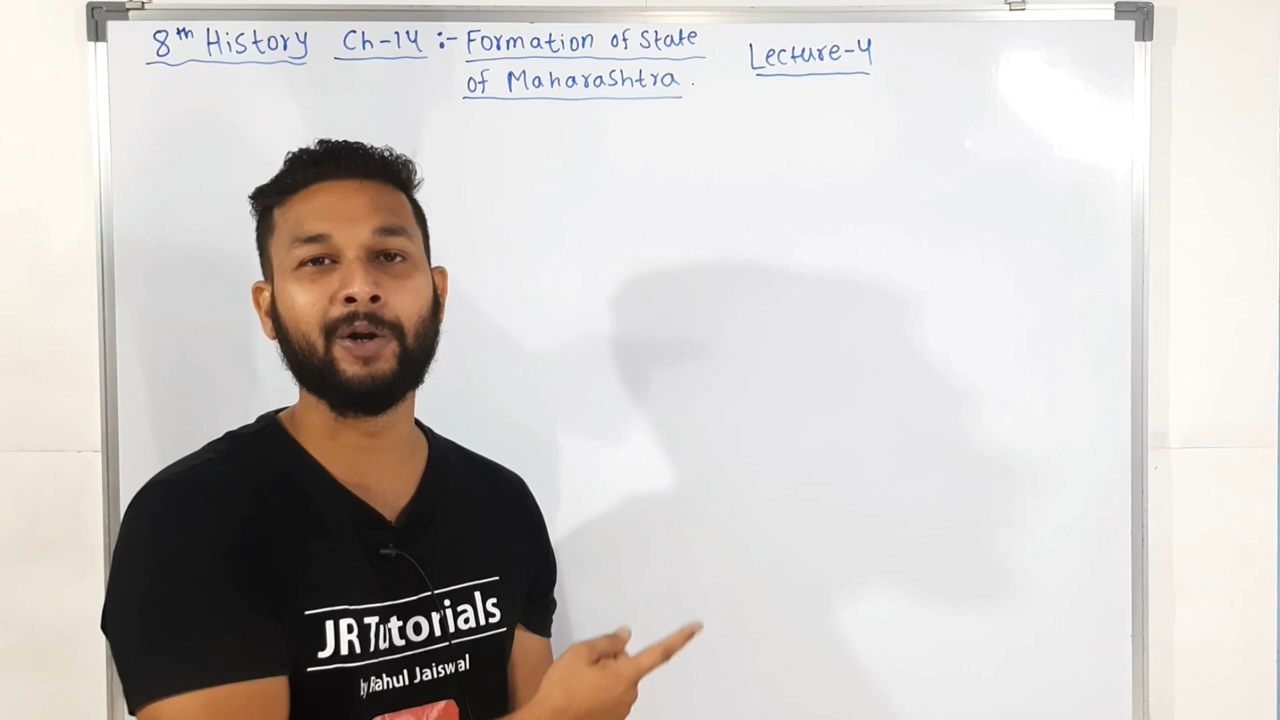 8th History Ch-14 :- Formation of State Lecture-4
of Maharashtra.
JR Tutorials
by Rahul Jaiswal